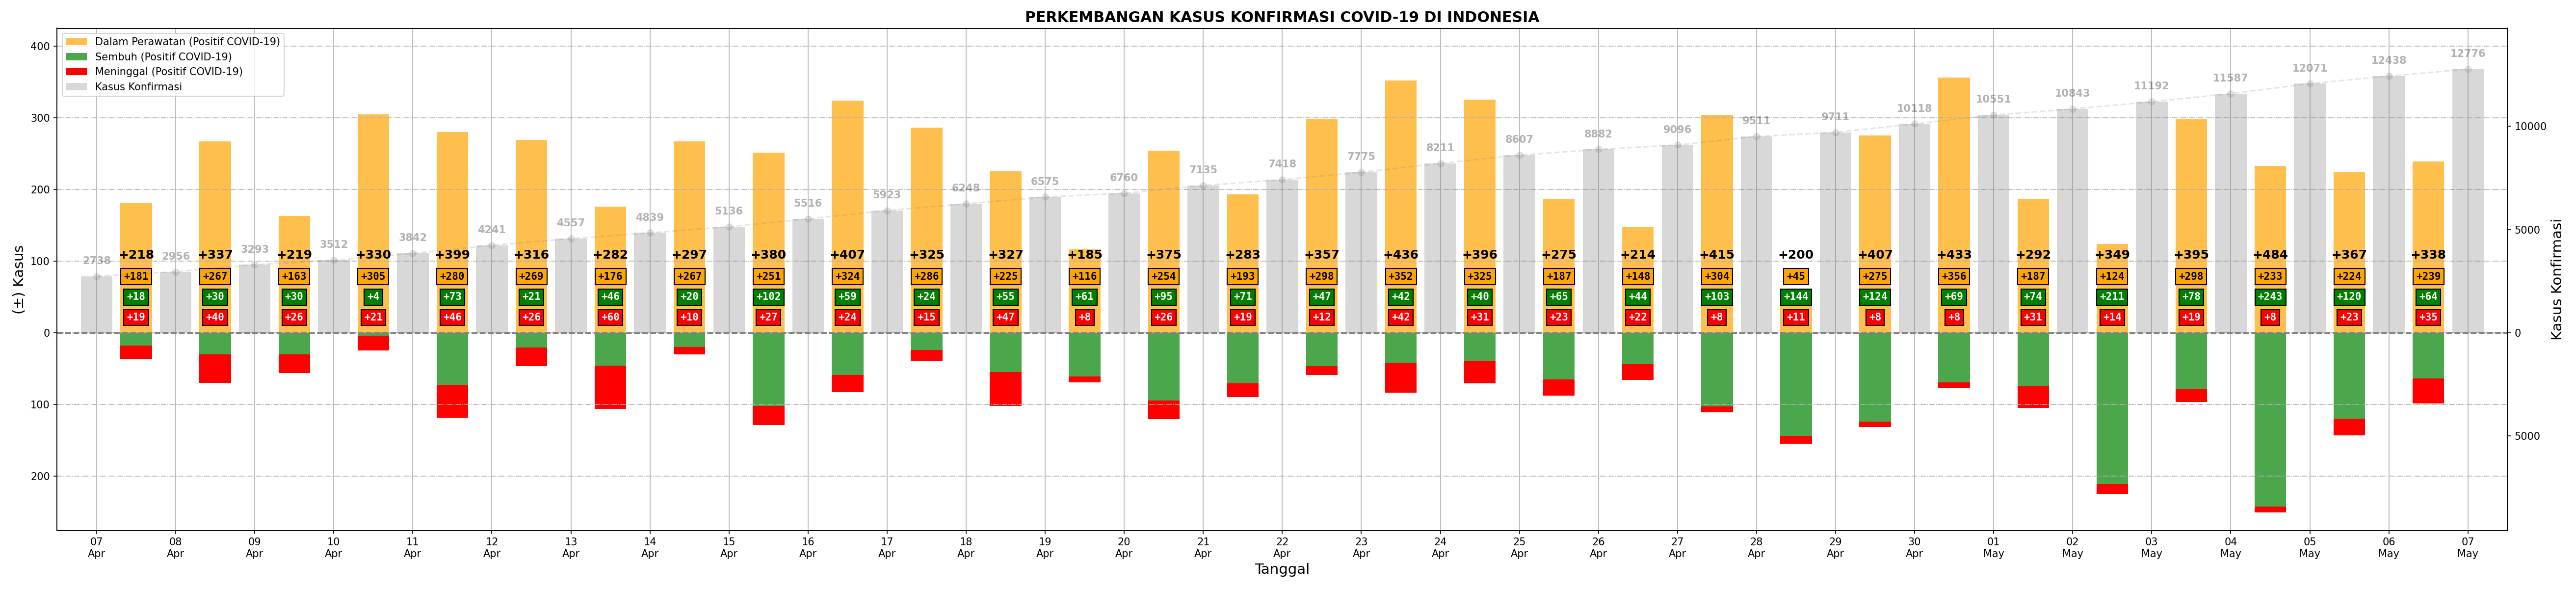 PERKEMBANGAN KASUS KONFIRMASI COVID-19 DI INDONESIA
Dalam Perawatan (Positif COVID-19)
Sembuh (Positif COVID-19)
Meninggal (Positif COVID-19)
Kasus Konfirmasi
(±) Kasus
400
300
200
100
0
100
200
2738 2956 3293 3512 3842 4241 4557 4839 5136 5516 5923 6248 6575 6760 7135 7418 7775 8211 8607 8882 9096 9511 9711 10118 10551 10843 11192 11587 12071 12438 12776
+218 +337 +219 +330 +399 +316 +282 +297 +380 +407 +325 +327 +185 +375 +283 +357 +436 +396 +275 +214 +415 +200 +407 +433 +292 +349 +395 +484 +367 +338
+181 +267 +163 +305 +280 +269 +176 +267 +251 +324 +286 +225 +116 +254 +193 +298 +352 +325 +187 +148 +304 +45 +275 +356 +187 +124 +298 +233 +224 +239
+18 +30 +30 +4 +73 +21 +46 +20 +102 +59 +24 +55 +61 +95 +71 +47 +42 +40 +65 +44 +103 +144 +124 +69 +74 +211 +78 +243 +120 +64
+19 +40 +26 +21 +46 +26 +60 +10 +27 +24 +15 +47 +8 +26 +19 +12 +42 +31 +23 +22 +8 +11 +8 +8 +31 +14 +19 +8 +23 +35
10000
5000
0
5000
Kasus Konfirmasi
07 08 09 10 11 12 13 14 15 16 17 18 19 20 21 22 23 24 25 26 27 28 29 30 01 02 03 04 05 06 07
Apr Apr Apr Apr Apr Apr Apr Apr Apr Apr Apr Apr Apr Apr Apr Apr Apr Apr Apr Apr Apr Apr Apr Apr May May May May May May May
Tanggal